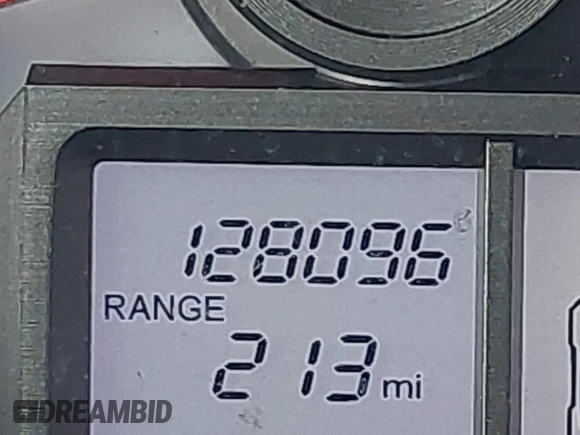 128096
RANGE
213 mi
DREAMBID